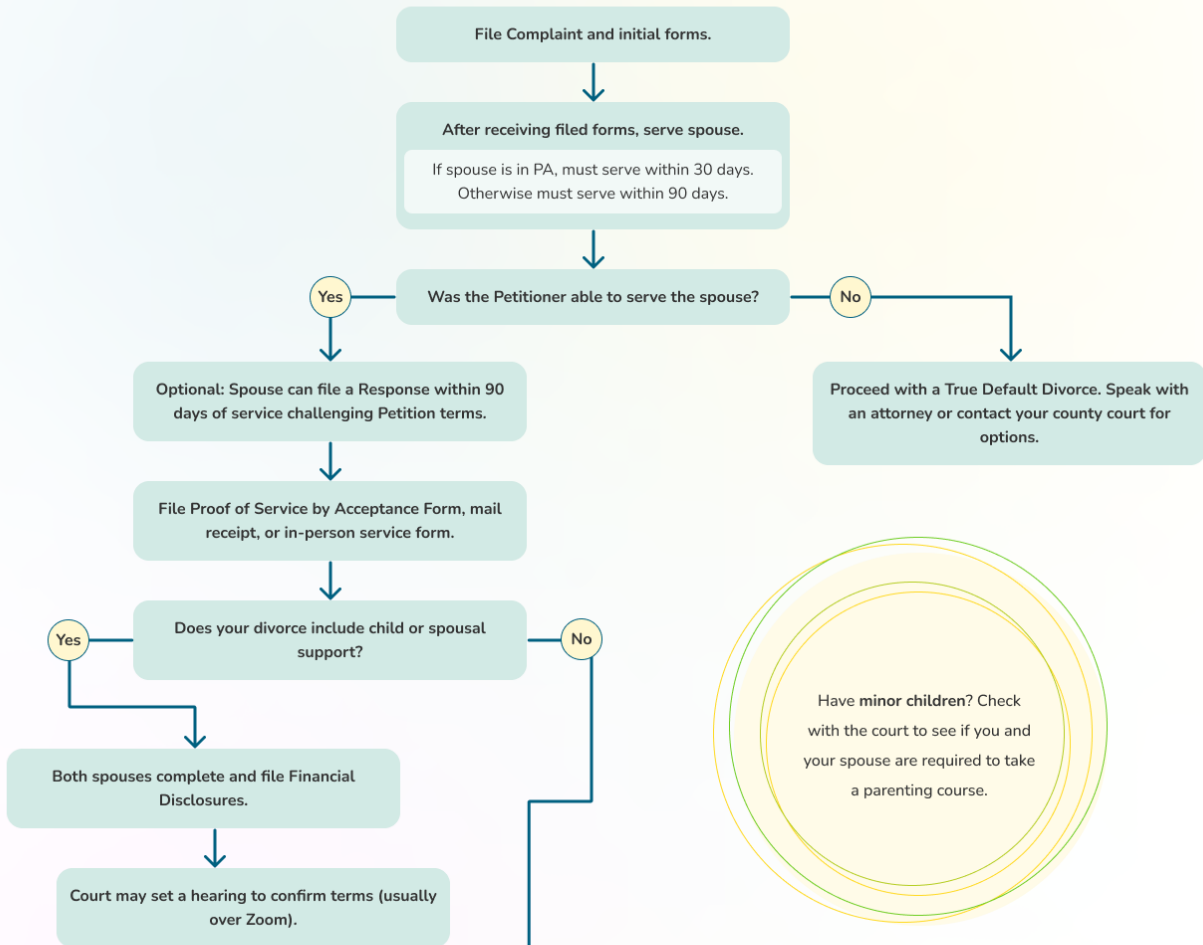 File Complaint and initial forms.
After receiving filed forms, serve spouse.
If spouse is in PA, must serve within 30 days.
Otherwise must serve within 90 days.
Yes
Was the Petitioner able to serve the spouse?
No
Optional: Spouse can file a Response within 90
days of service challenging Petition terms.
Proceed with a True Default Divorce. Speak with
an attorney or contact your county court for
options.
File Proof of Service by Acceptance Form, mail
receipt, or in-person service form.
Yes
Does your divorce include child or spousal
support?
No
Have minor children? Check
with the court to see if you and
your spouse are required to take
a parenting course.
Both spouses complete and file Financial
Disclosures.
Court may set a hearing to confirm terms (usually
over Zoom).